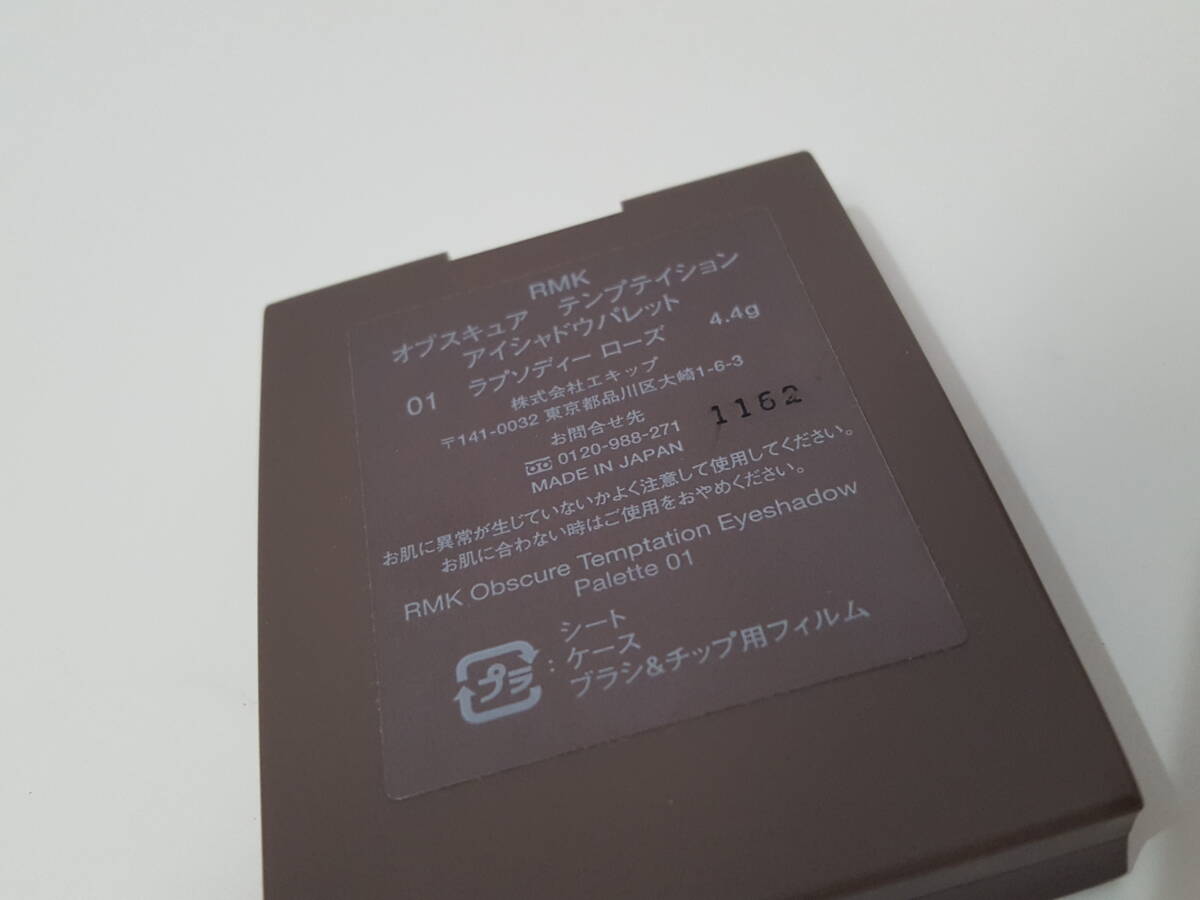 RMK
オブスキュア テンプテイション
アイシャドウパレット
01 ラプソディー ローズ 4.4g
株式会社エキップ
〒141-0032 東京都品川区大崎1-6-3
お問合せ先
0120-988-271
MADE IN JAPAN
1162
お肌に異常が生じていないかよく注意して使用してください。
お肌に合わない時はご使用をおやめください。
RMK Obscure Temptation Eyeshadow
Palette 01
プラ : シート
ケース
ブラシ&チップ用フィルム